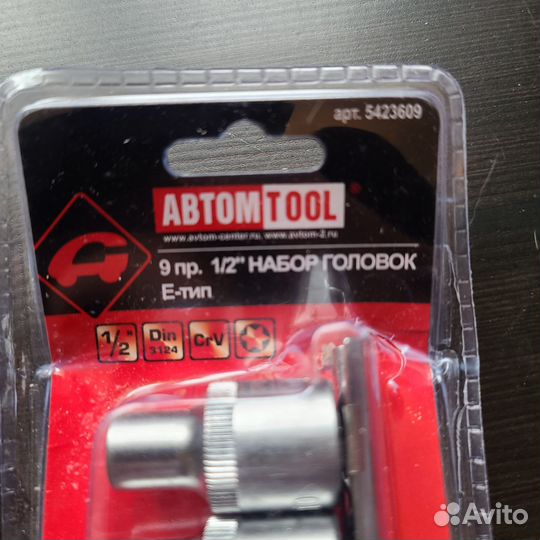 арт. 5423609
АВТОМTOOL
www.avtom-center.ru, www.avtom-2.ru
9 пр. 1/2" НАБОР ГОЛОВОК
Е-тип
1/2" Din 3124 CrV
Avito